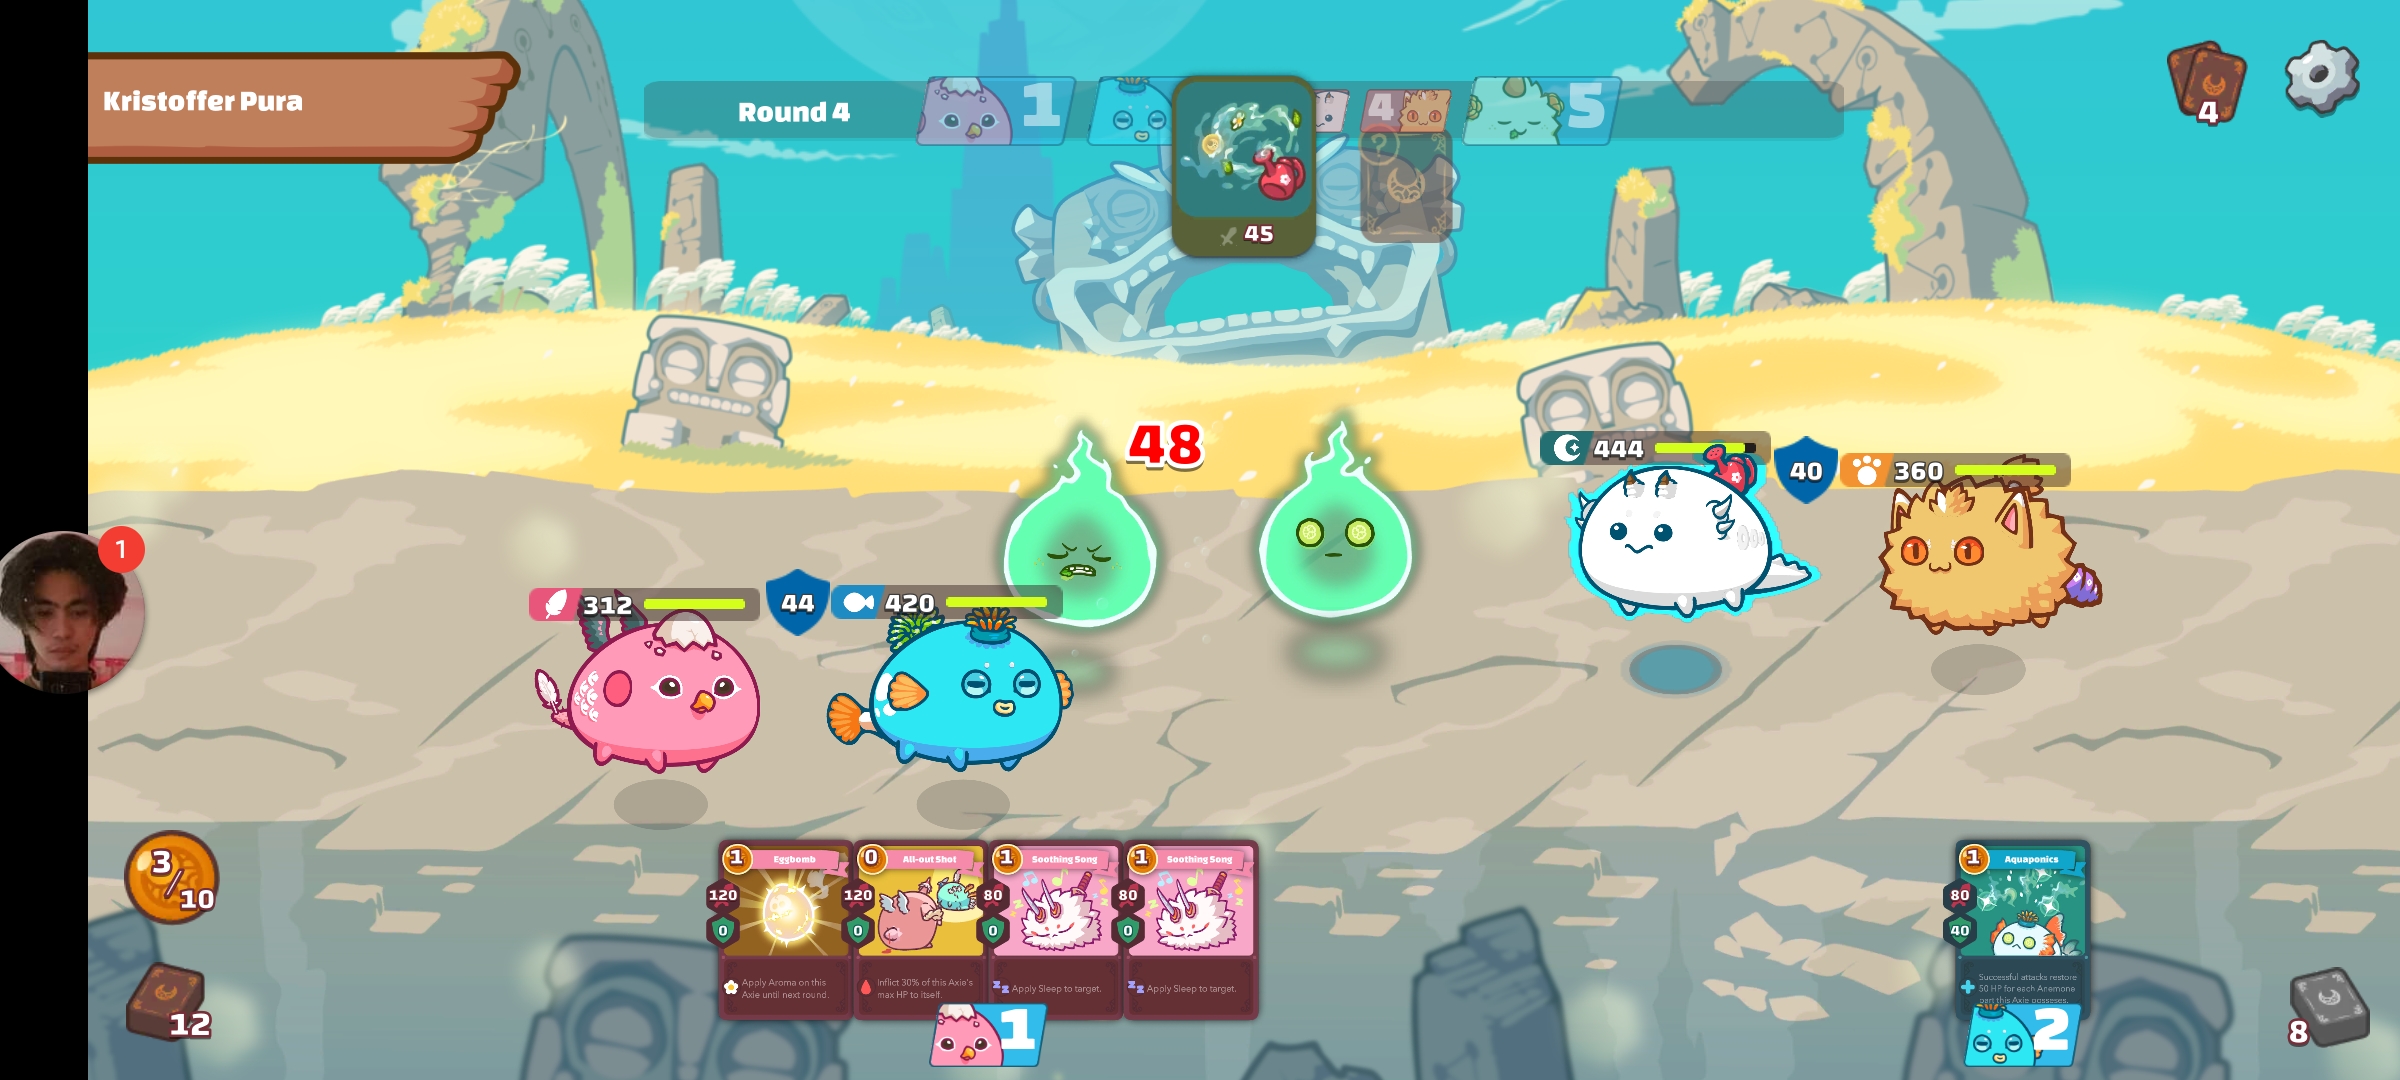 Kristoffer Pura
Round 4
1
4
5
4
45
48
444
40
360
312
44
420
1
3/10
12
1 Eggbomb
120
0
Apply Aroma on this
Axie until next round.
0 All-out Shot
120
0
Inflict 30% of this Axie's
max HP to itself.
1 Soothing Song
80
0
Apply Sleep to target.
1 Soothing Song
80
0
Apply Sleep to target.
1
1 Aquaponics
80
40
Successful attacks restore
50 HP for each Anemone
part this Axie posseses.
2
8